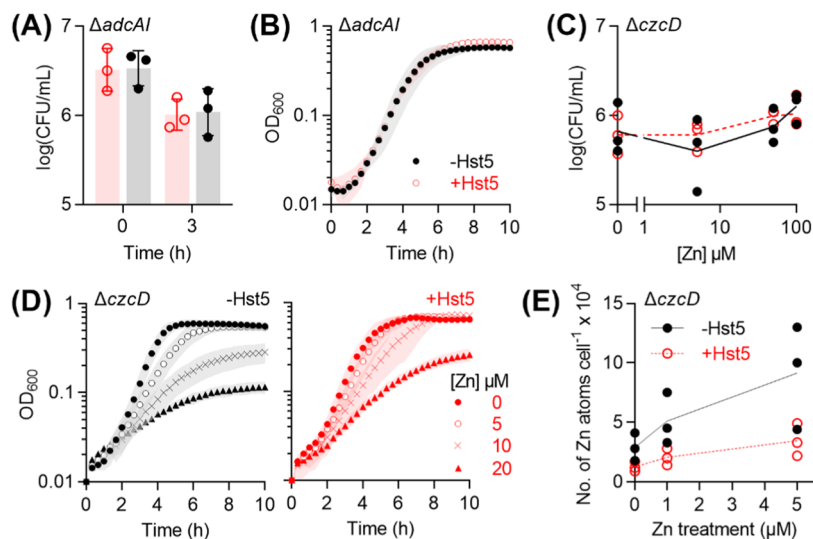 (A) ΔadcAI
log(CFU/mL)
7
6
5
0 3
Time (h)
(B) ΔadcAI
OD600
1
0.1
0.01
-Hst5
+Hst5
0 2 4 6 8 10
Time (h)
(C) ΔczcD
log(CFU/mL)
7
6
5
0 1 10 100
[Zn] μM
(D) ΔczcD -Hst5
OD600
1
0.1
0.01
0 2 4 6 8 10
Time (h)
+Hst5
[Zn] μM
0
5
10
20
0 2 4 6 8 10
Time (h)
(E) ΔczcD
No. of Zn atoms cell-1 x 104
15
10
5
0
-Hst5
+Hst5
0 1 2 3 4 5
Zn treatment (μM)